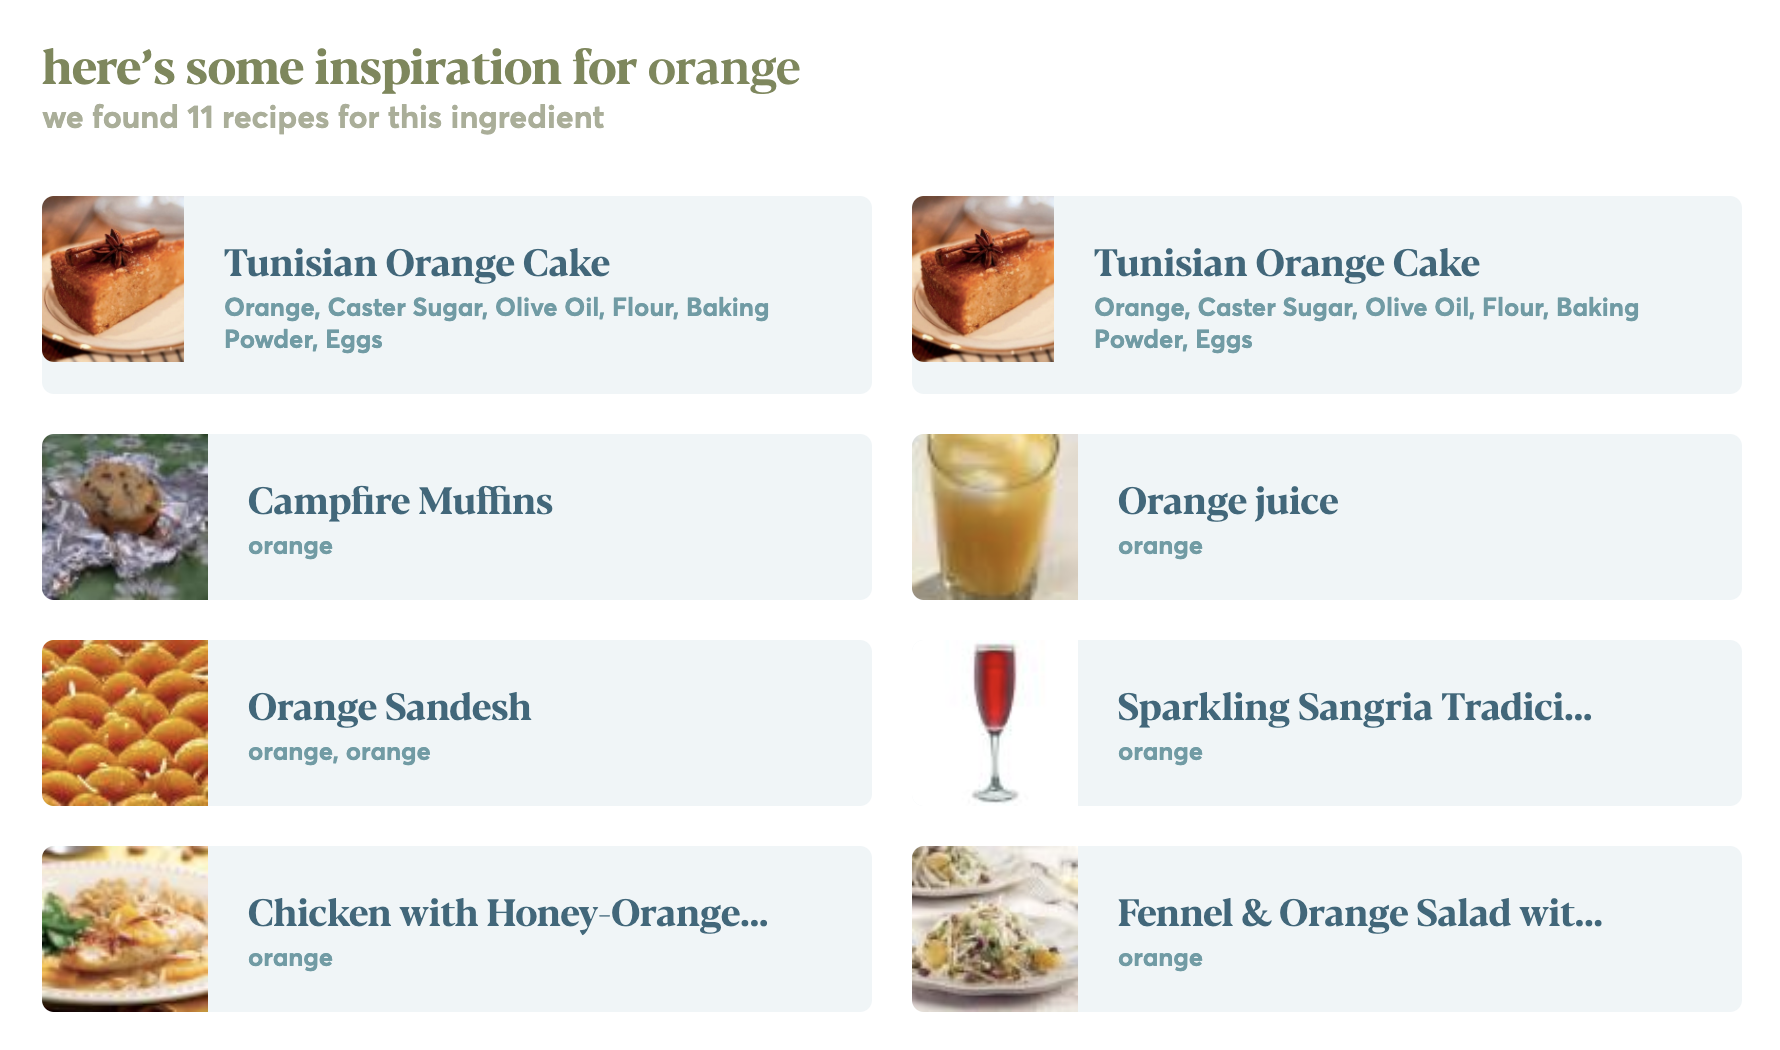 here’s some inspiration for orange
we found 11 recipes for this ingredient
Tunisian Orange Cake
Orange, Caster Sugar, Olive Oil, Flour, Baking
Powder, Eggs
Tunisian Orange Cake
Orange, Caster Sugar, Olive Oil, Flour, Baking
Powder, Eggs
Campfire Muffins
orange
Orange juice
orange
Orange Sandesh
orange, orange
Sparkling Sangria Tradici...
orange
Chicken with Honey-Orange...
orange
Fennel & Orange Salad wit...
orange